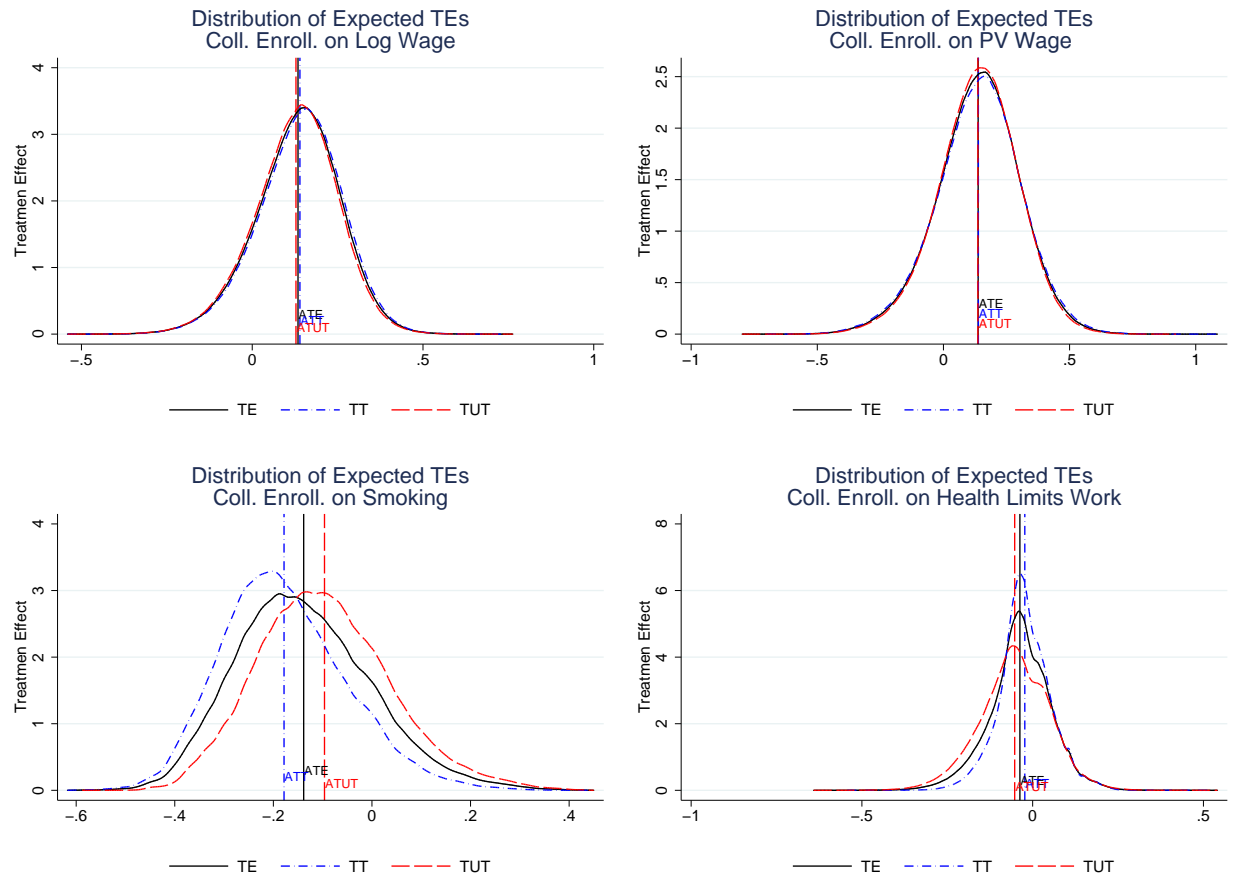 Distribution of Expected TEs
Coll. Enroll. on Log Wage
Treatmen Effect
4
3
2
1
0
ATE
ATT
ATUT
-.5
0
.5
1
TE
TT
TUT
Distribution of Expected TEs
Coll. Enroll. on PV Wage
Treatmen Effect
2.5
2
1.5
1
.5
0
ATE
ATT
ATUT
-1
-.5
0
.5
1
TE
TT
TUT
Distribution of Expected TEs
Coll. Enroll. on Smoking
Treatmen Effect
4
3
2
1
0
ATT
ATE
ATUT
-.6
-.4
-.2
0
.2
.4
TE
TT
TUT
Distribution of Expected TEs
Coll. Enroll. on Health Limits Work
Treatmen Effect
8
6
4
2
0
ATE
ATT
ATUT
-1
-.5
0
.5
TE
TT
TUT